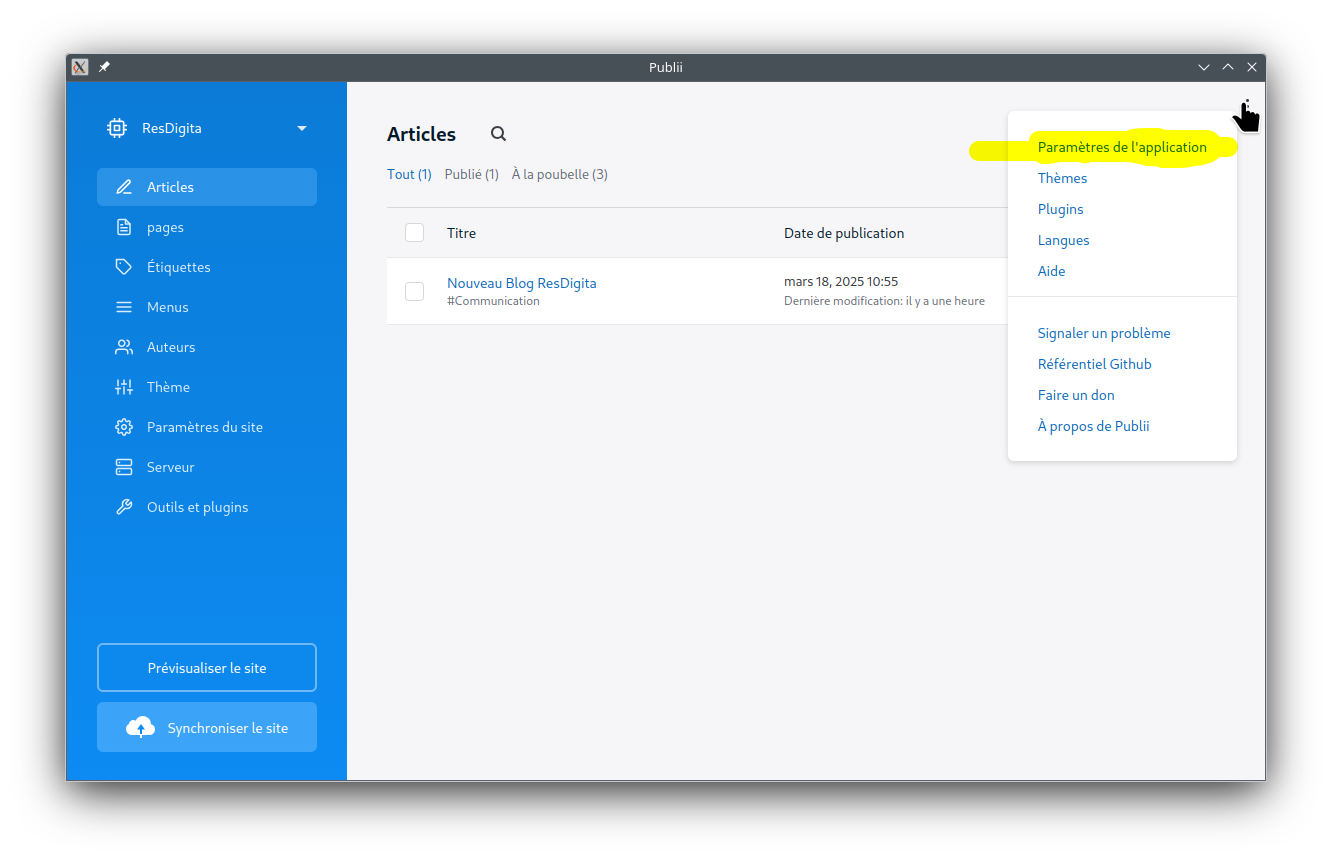 Publii
ResDigita
Articles
pages
Étiquettes
Menus
Auteurs
Thème
Paramètres du site
Serveur
Outils et plugins
Prévisualiser le site
Synchroniser le site
Articles
Tout (1) Publié (1) À la poubelle (3)
Titre Date de publication
Nouveau Blog ResDigita mars 18, 2025 10:55
#Communication Dernière modification: il y a une heure
Paramètres de l'application
Thèmes
Plugins
Langues
Aide
Signaler un problème
Référentiel Github
Faire un don
À propos de Publii